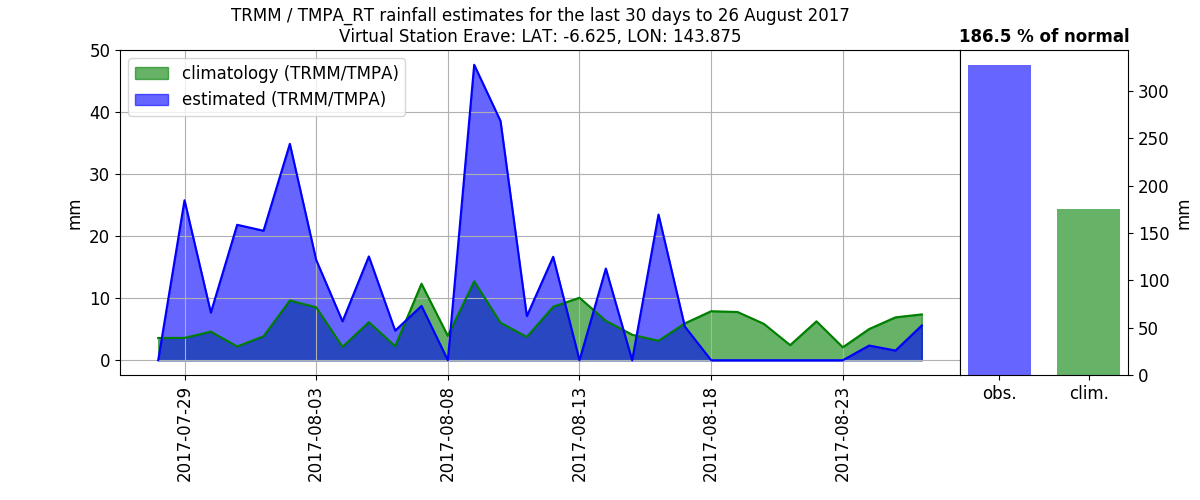 TRMM / TMPA_RT rainfall estimates for the last 30 days to 26 August 2017
Virtual Station Erave: LAT: -6.625, LON: 143.875
186.5 % of normal
climatology (TRMM/TMPA)
estimated (TRMM/TMPA)
mm
50
40
30
20
10
0
2017-07-29
2017-08-03
2017-08-08
2017-08-13
2017-08-18
2017-08-23
300
250
200
150
100
50
0
mm
obs.
clim.